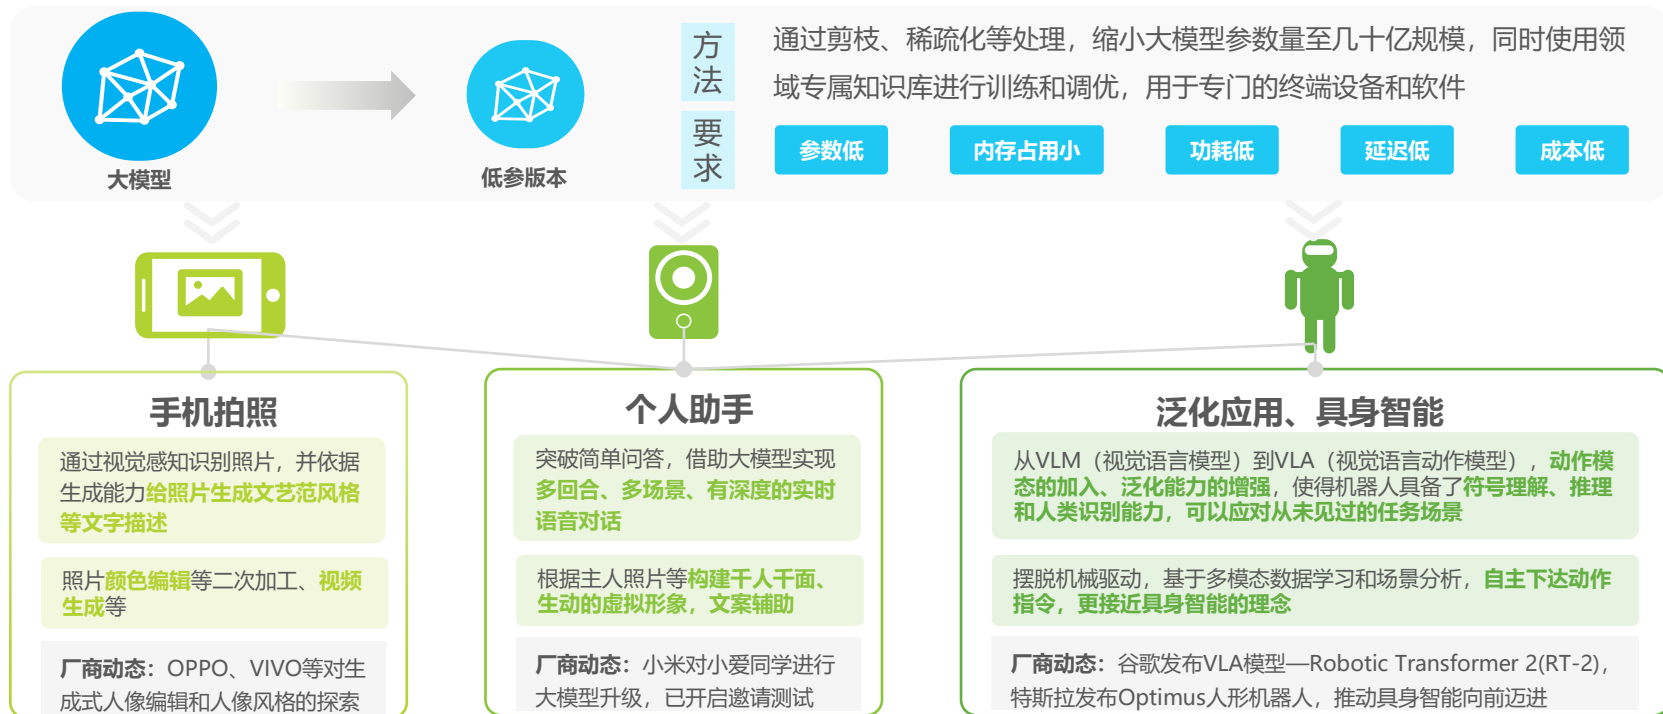 大模型
低参版本
方法
通过剪枝、稀疏化等处理，缩小大模型参数量至几十亿规模，同时使用领
域专属知识库进行训练和调优，用于专门的终端设备和软件
要求
参数低
内存占用小
功耗低
延迟低
成本低
手机拍照
通过视觉感知识别照片，并依据
生成能力给照片生成文艺范风格
等文字描述
照片颜色编辑等二次加工、视频
生成等
厂商动态：OPPO、VIVO等对生
成式人像编辑和人像风格的探索
个人助手
突破简单问答，借助大模型实现
多回合、多场景、有深度的实时
语音对话
根据主人照片等构建千人千面、
生动的虚拟形象，文案辅助
厂商动态：小米对小爱同学进行
大模型升级，已开启邀请测试
泛化应用、具身智能
从VLM（视觉语言模型）到VLA（视觉语言动作模型），动作模
态的加入、泛化能力的增强，使得机器人具备了符号理解、推理
和人类识别能力，可以应对从未见过的任务场景
摆脱机械驱动，基于多模态数据学习和场景分析，自主下达动作
指令，更接近具身智能的理念
厂商动态：谷歌发布VLA模型—Robotic Transformer 2(RT-2)，
特斯拉发布Optimus人形机器人，推动具身智能向前迈进